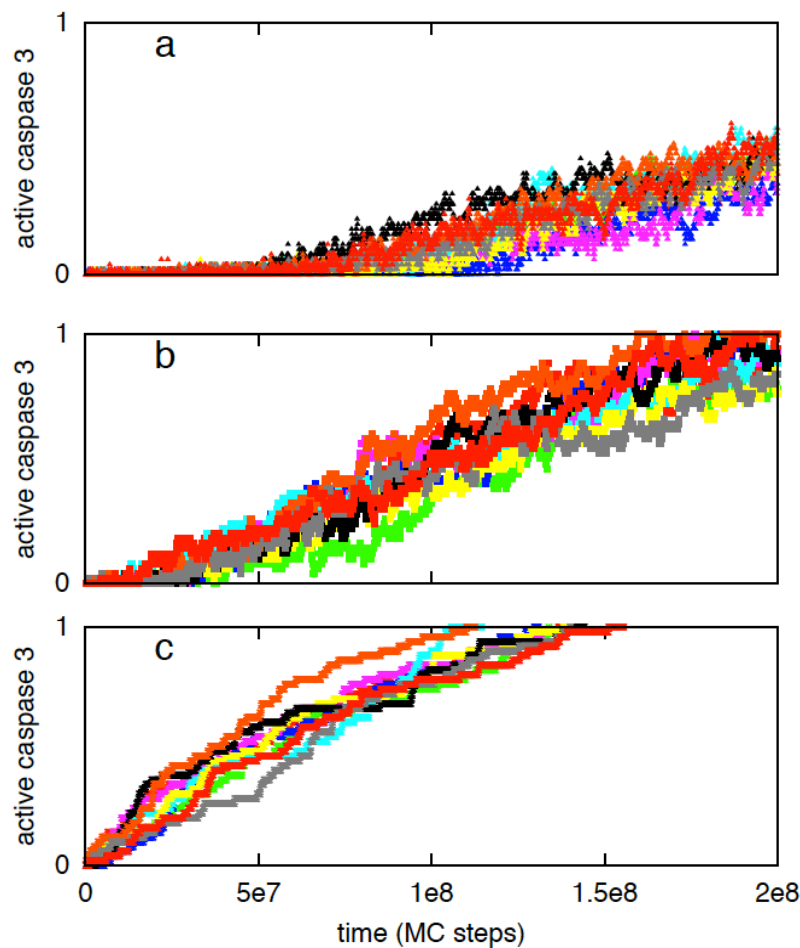 1
a
active caspase 3
0
1
b
active caspase 3
0
1
c
active caspase 3
0
0 5e7 1e8 1.5e8 2e8
time (MC steps)